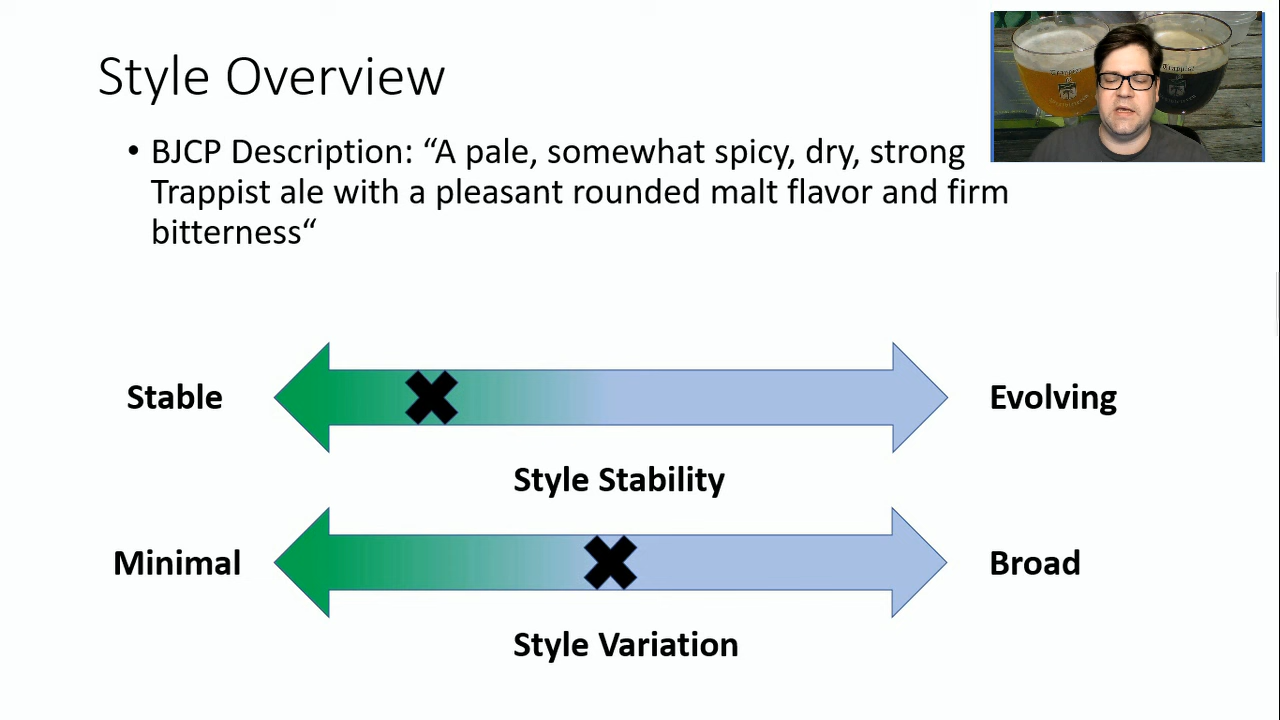 Style Overview
• BJCP Description: “A pale, somewhat spicy, dry, strong
Trappist ale with a pleasant rounded malt flavor and firm
bitterness“
Stable
Evolving
Style Stability
Minimal
Broad
Style Variation